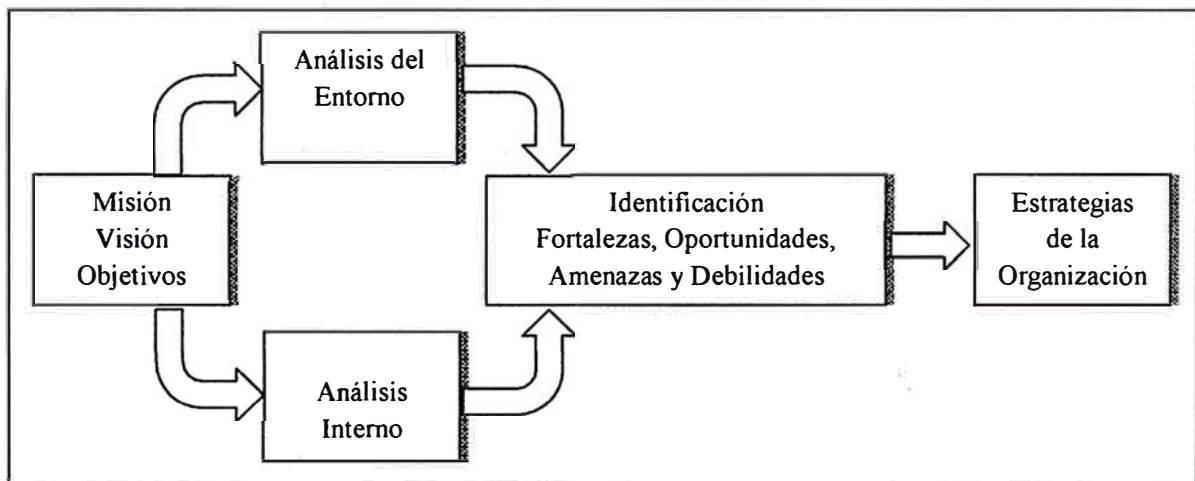 Análisis del
Entorno
Misión
Visión
Objetivos
Identificación
Fortalezas, Oportunidades,
Amenazas y Debilidades
Estrategias
de la
Organización
Análisis
Interno